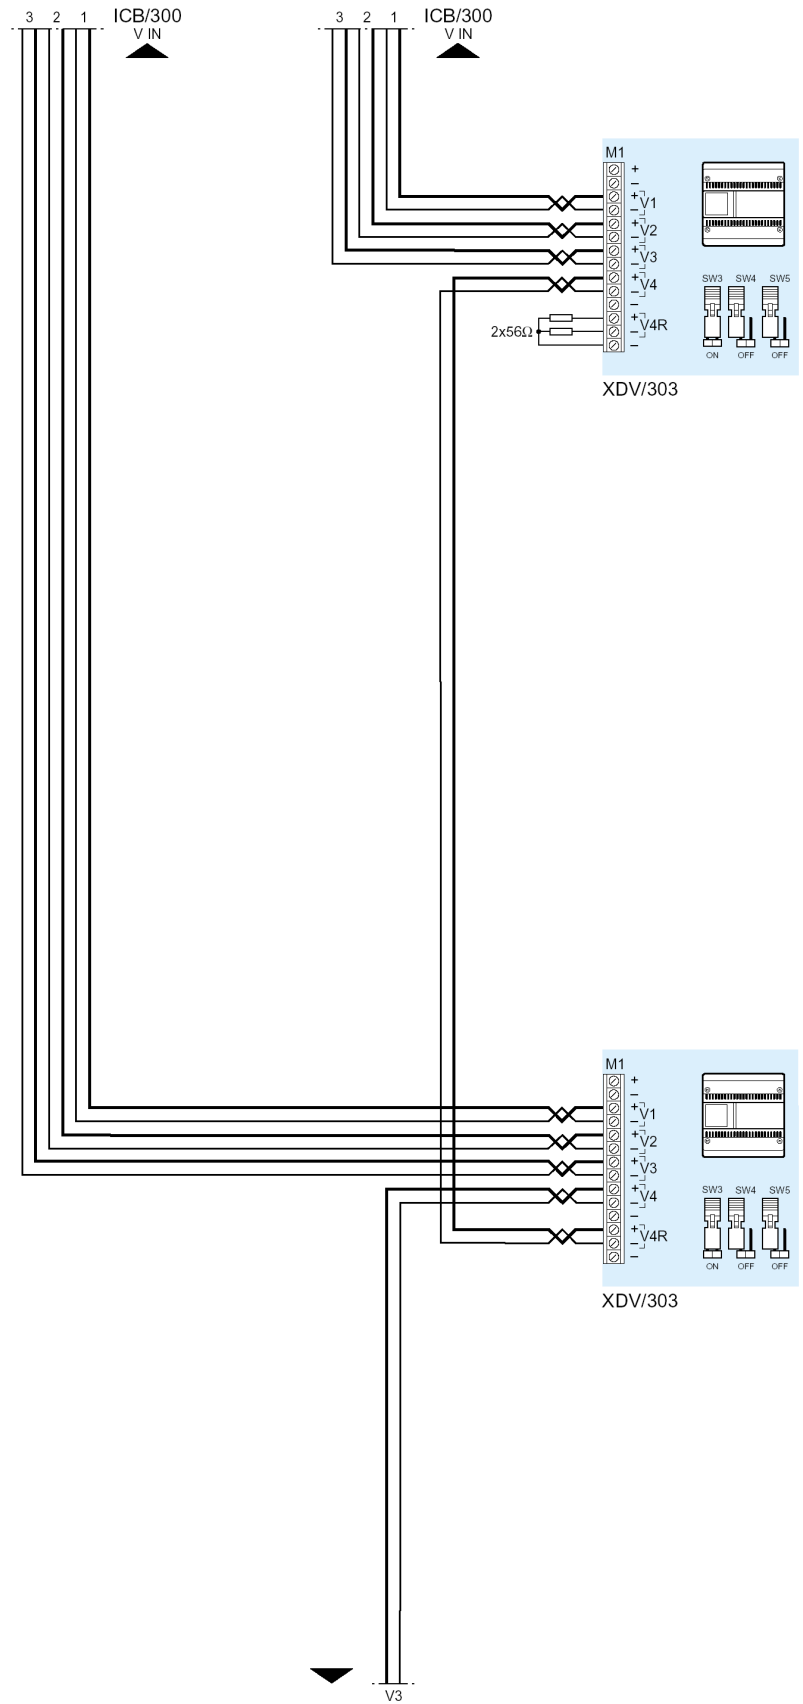 3 2 1 ICB/300
V IN
3 2 1 ICB/300
V IN
M1
+
−
+ V1
−
+ V2
−
+ V3
−
+ V4
−
−
+ V4R
−
−
2x56Ω
SW3 SW4 SW5
ON OFF OFF
XDV/303
M1
+
−
+ V1
−
+ V2
−
+ V3
−
+ V4
−
−
+ V4R
−
−
SW3 SW4 SW5
ON OFF OFF
XDV/303
V3